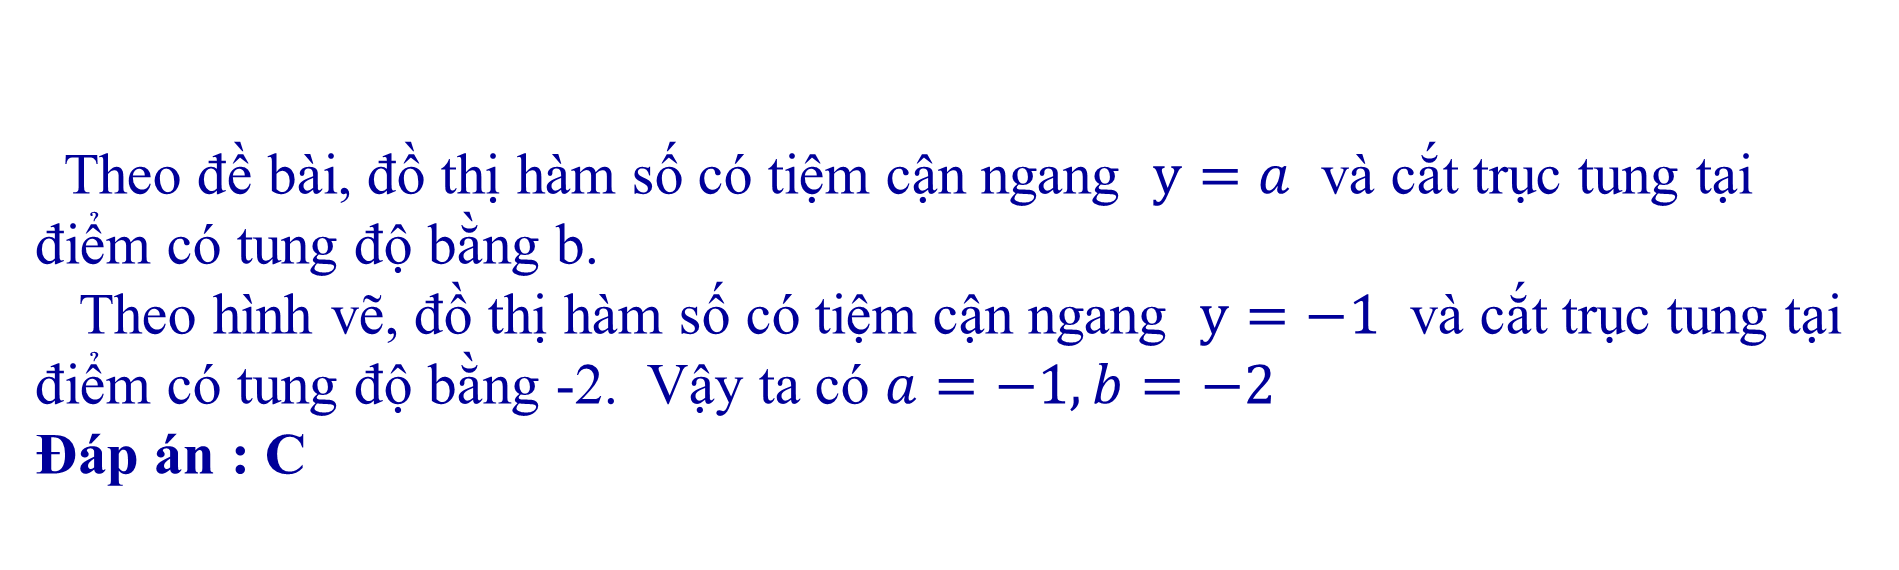 Theo đề bài, đồ thị hàm số có tiệm cận ngang y = a và cắt trục tung tại
điểm có tung độ bằng b.
Theo hình vẽ, đồ thị hàm số có tiệm cận ngang y = −1 và cắt trục tung tại
điểm có tung độ bằng -2. Vậy ta có a = −1, b = −2
Đáp án : C